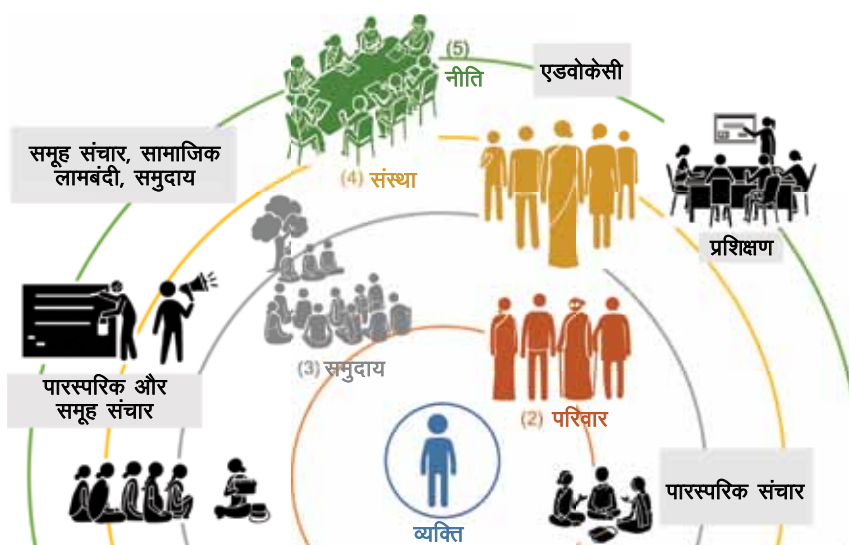 (5)
नीति
एडवोकेसी
समूह संचार, सामाजिक
लामबंदी, समुदाय
(4) संस्था
प्रशिक्षण
(3) समुदाय
पारस्परिक और
समूह संचार
(2) परिवार
पारस्परिक संचार
व्यक्ति